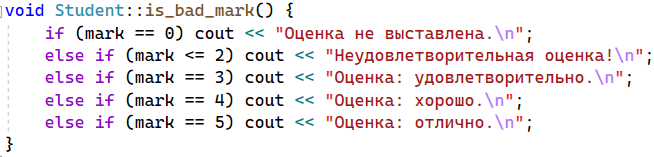 void Student::is_bad_mark() {
    if (mark == 0) cout << "Оценка не выставлена.\n";
    else if (mark <= 2) cout << "Неудовлетворительная оценка!\n";
    else if (mark == 3) cout << "Оценка: удовлетворительно.\n";
    else if (mark == 4) cout << "Оценка: хорошо.\n";
    else if (mark == 5) cout << "Оценка: отлично.\n";
}